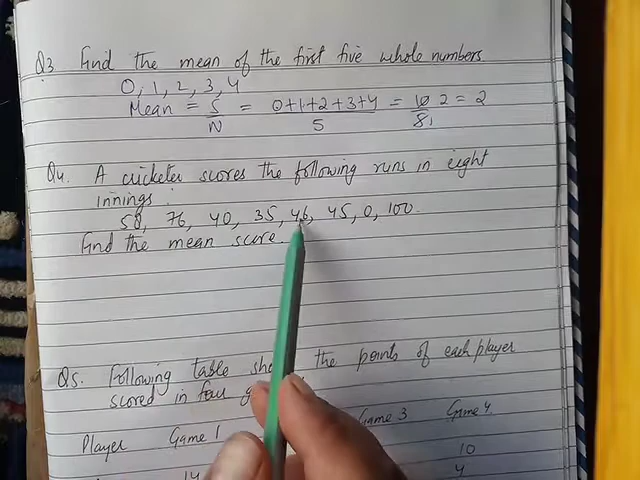 Q3 Find the mean of the first five whole numbers
0, 1, 2, 3, 4
Mean = S/N = 0+1+2+3+4/5 = 10/5 2 = 2
Q4. A cricketer scores the following runs in eight
innings :
58, 76, 40, 35, 46, 45, 0, 100.
Find the mean score.
Q5. Following table the points of each player
scored in four
Player Game 1 Game 3 Game 4
14 10
4